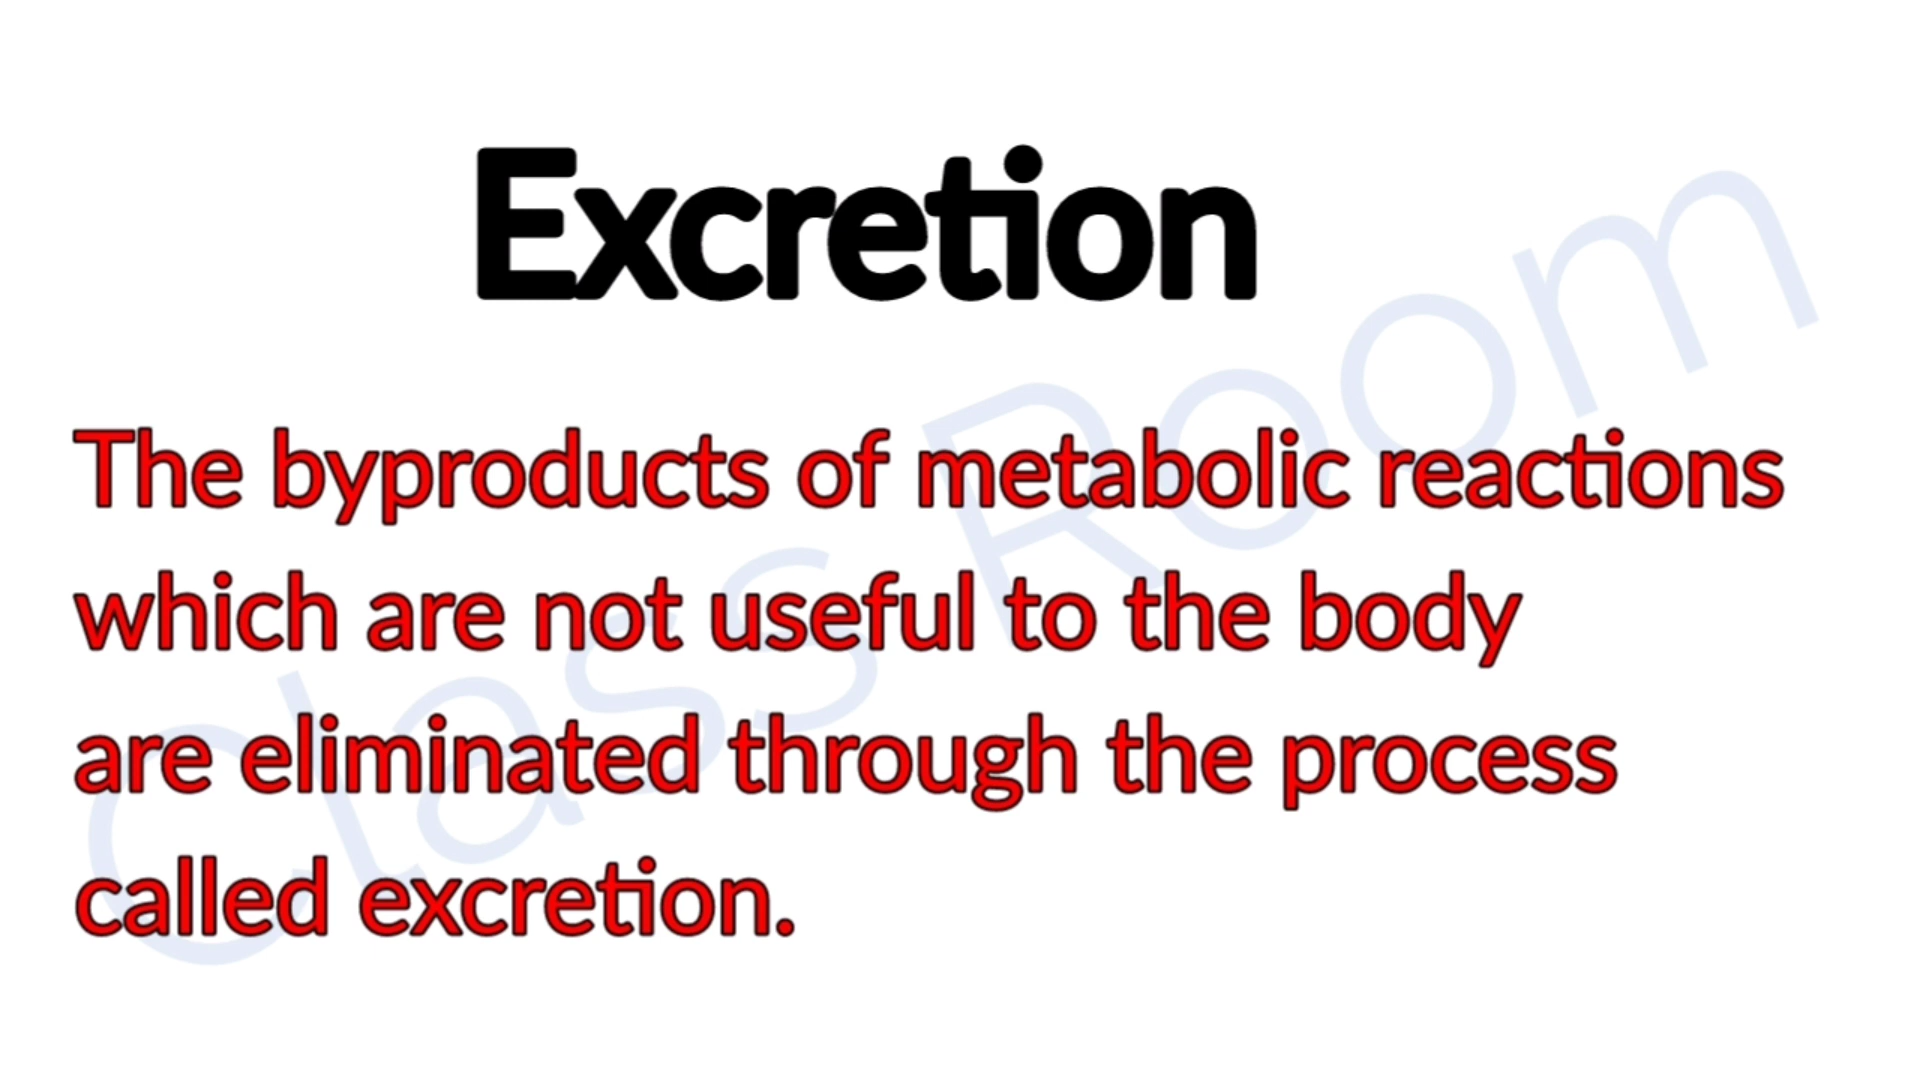 Excretion
The byproducts of metabolic reactions
which are not useful to the body
are eliminated through the process
called excretion.
Class Room